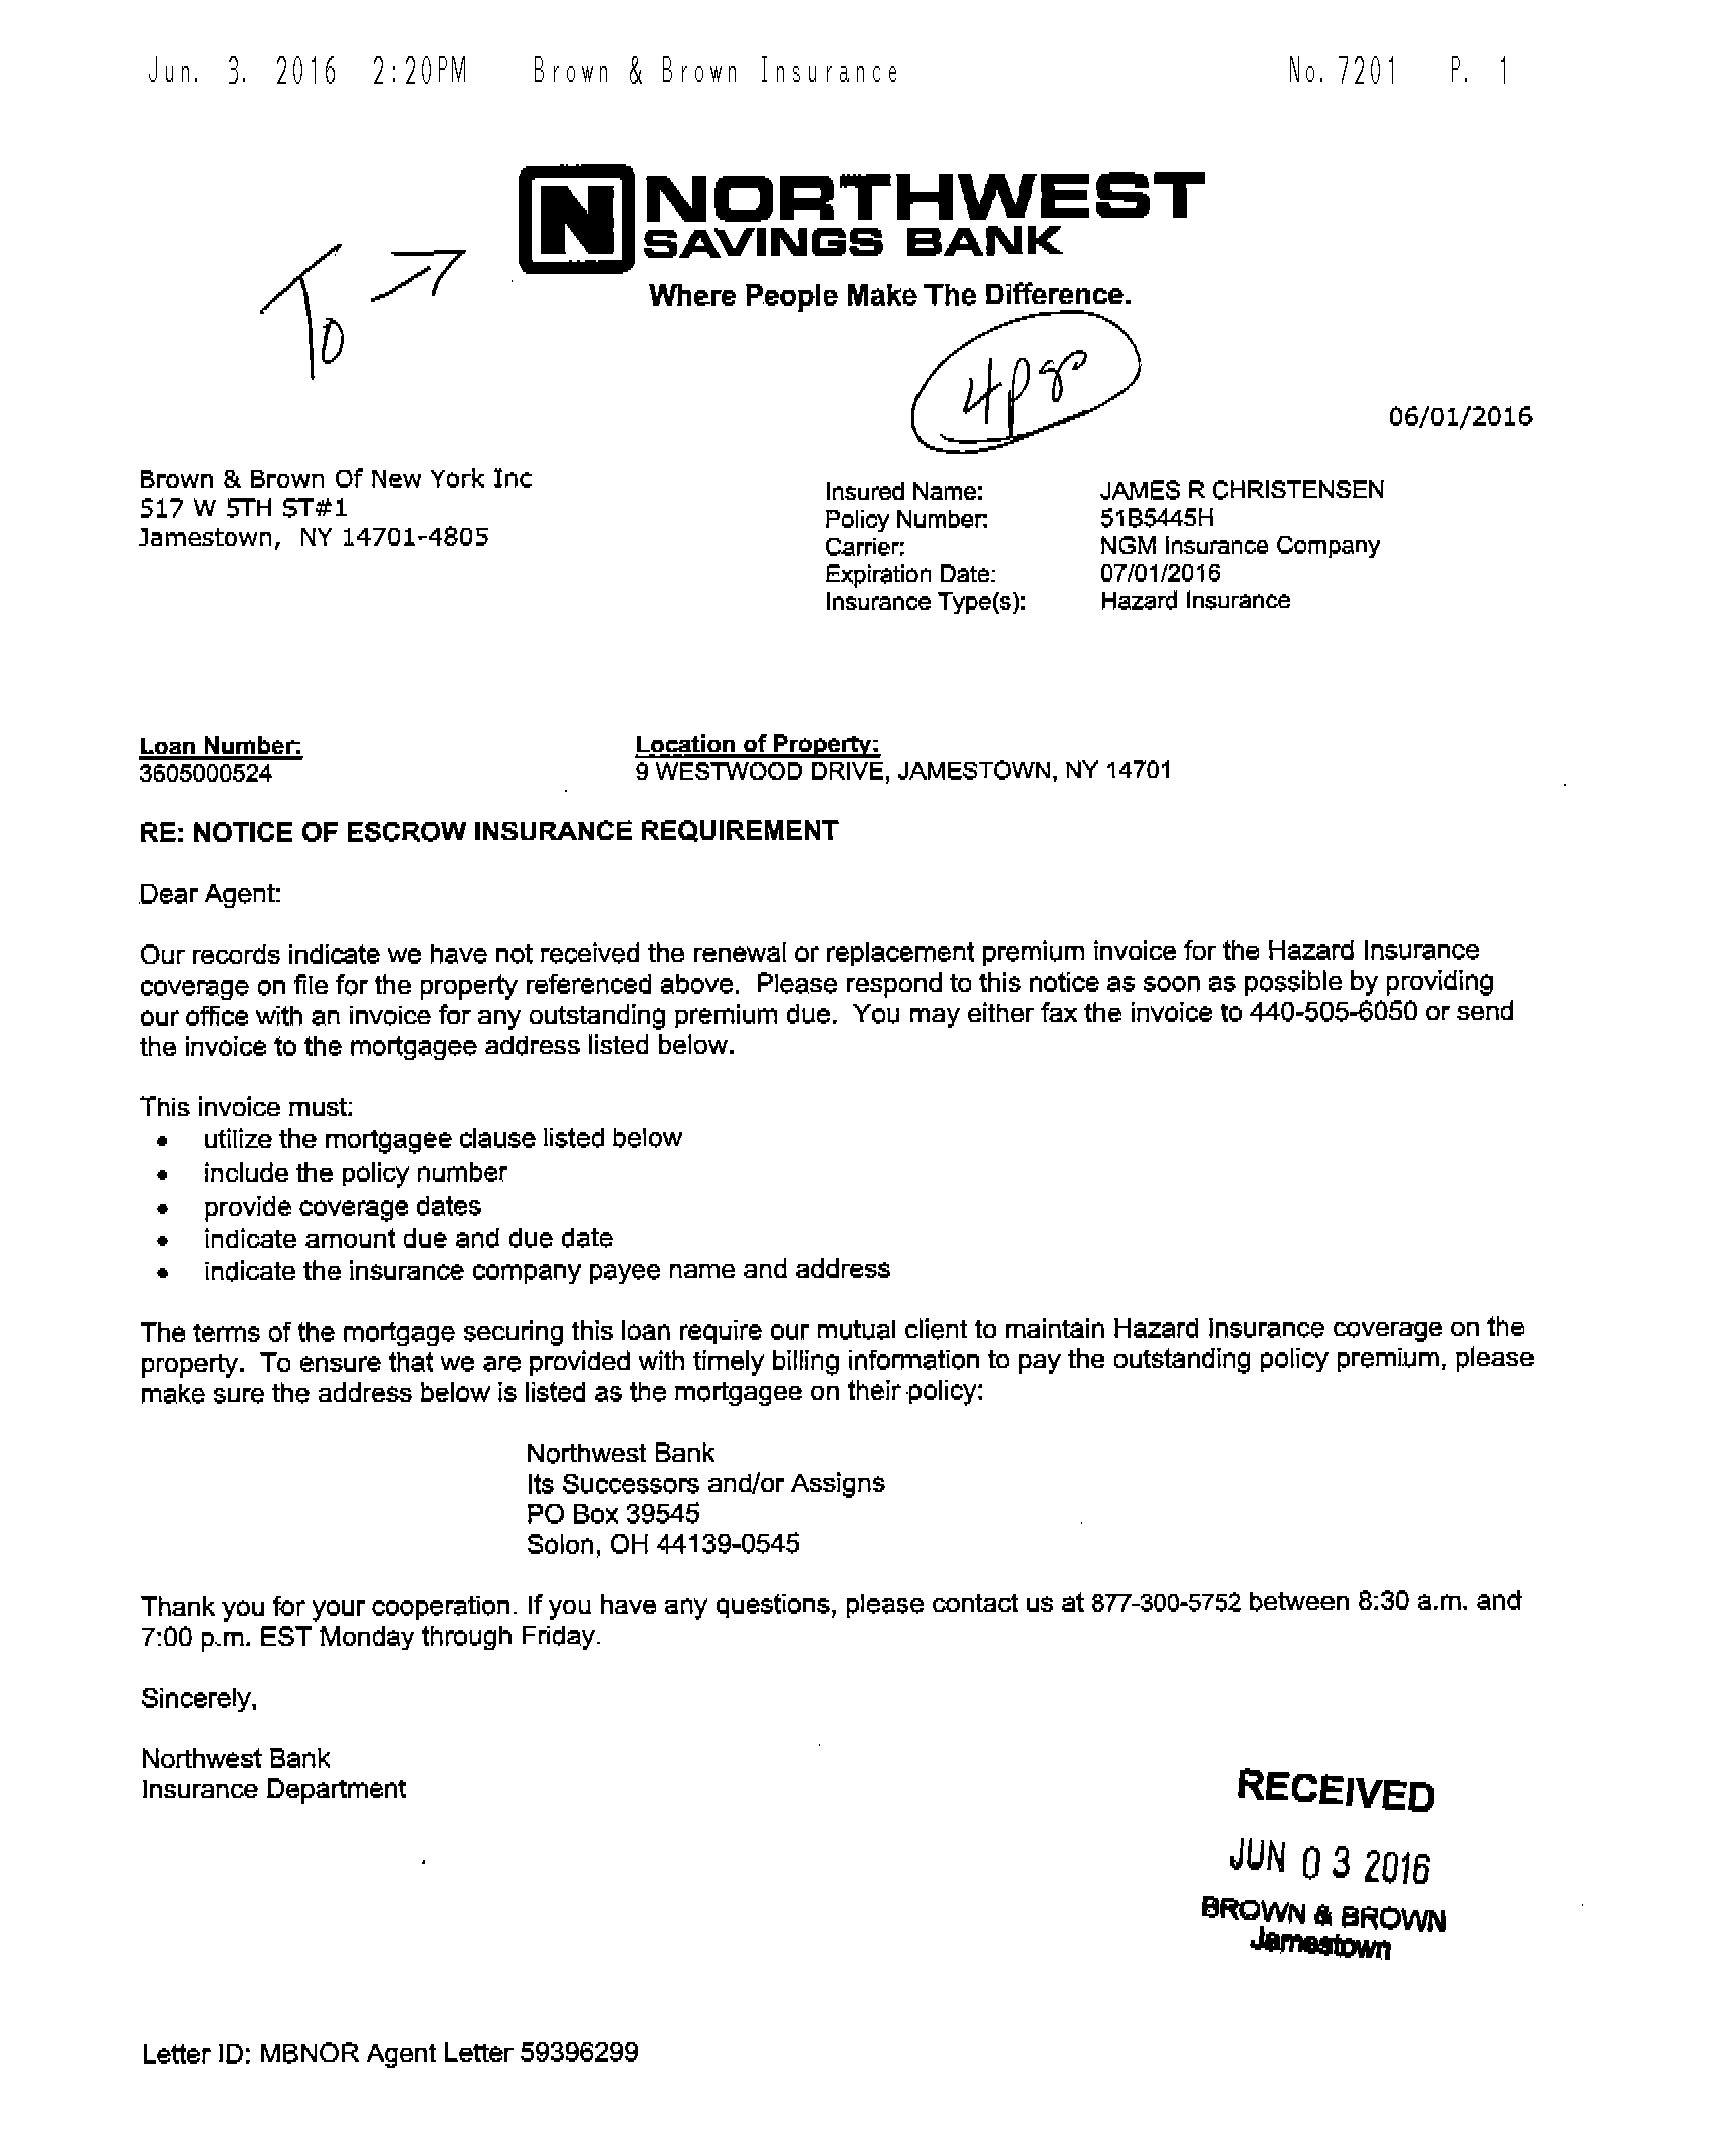 Jun. 3. 2016 2:20PM Brown & Brown Insurance No. 7201 P. 1
N NORTHWEST
SAVINGS BANK
Where People Make The Difference.
To →
4pgs
06/01/2016
Brown & Brown Of New York Inc
517 W 5TH ST#1
Jamestown, NY 14701-4805
Insured Name: JAMES R CHRISTENSEN
Policy Number: 51B5445H
Carrier: NGM Insurance Company
Expiration Date: 07/01/2016
Insurance Type(s): Hazard Insurance
Loan Number: Location of Property:
3605000524 9 WESTWOOD DRIVE, JAMESTOWN, NY 14701
RE: NOTICE OF ESCROW INSURANCE REQUIREMENT
Dear Agent:
Our records indicate we have not received the renewal or replacement premium invoice for the Hazard Insurance
coverage on file for the property referenced above. Please respond to this notice as soon as possible by providing
our office with an invoice for any outstanding premium due. You may either fax the invoice to 440-505-6050 or send
the invoice to the mortgagee address listed below.
This invoice must:
• utilize the mortgagee clause listed below
• include the policy number
• provide coverage dates
• indicate amount due and due date
• indicate the insurance company payee name and address
The terms of the mortgage securing this loan require our mutual client to maintain Hazard Insurance coverage on the
property. To ensure that we are provided with timely billing information to pay the outstanding policy premium, please
make sure the address below is listed as the mortgagee on their policy:
Northwest Bank
Its Successors and/or Assigns
PO Box 39545
Solon, OH 44139-0545
Thank you for your cooperation. If you have any questions, please contact us at 877-300-5752 between 8:30 a.m. and
7:00 p.m. EST Monday through Friday.
Sincerely,
Northwest Bank
Insurance Department
RECEIVED
JUN 03 2016
BROWN & BROWN
Jamestown
Letter ID: MBNOR Agent Letter 59396299